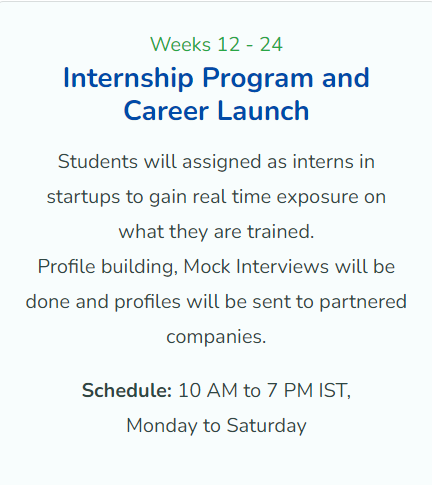 Weeks 12 - 24
Internship Program and
Career Launch
Students will assigned as interns in
startups to gain real time exposure on
what they are trained.
Profile building, Mock Interviews will be
done and profiles will be sent to partnered
companies.
Schedule: 10 AM to 7 PM IST,
Monday to Saturday